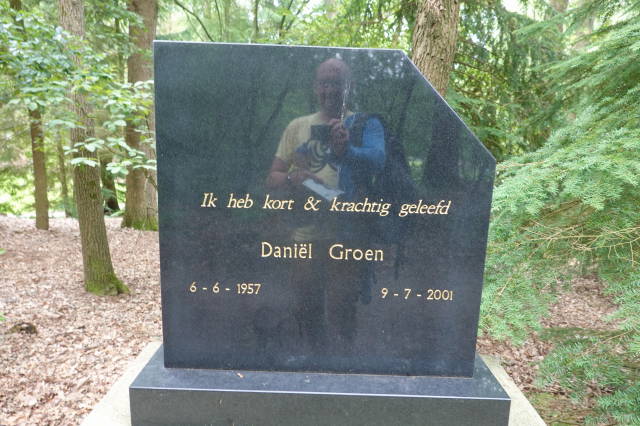 Ik heb kort & krachtig geleefd
Daniël Groen
6 - 6 - 1957 9 - 7 - 2001